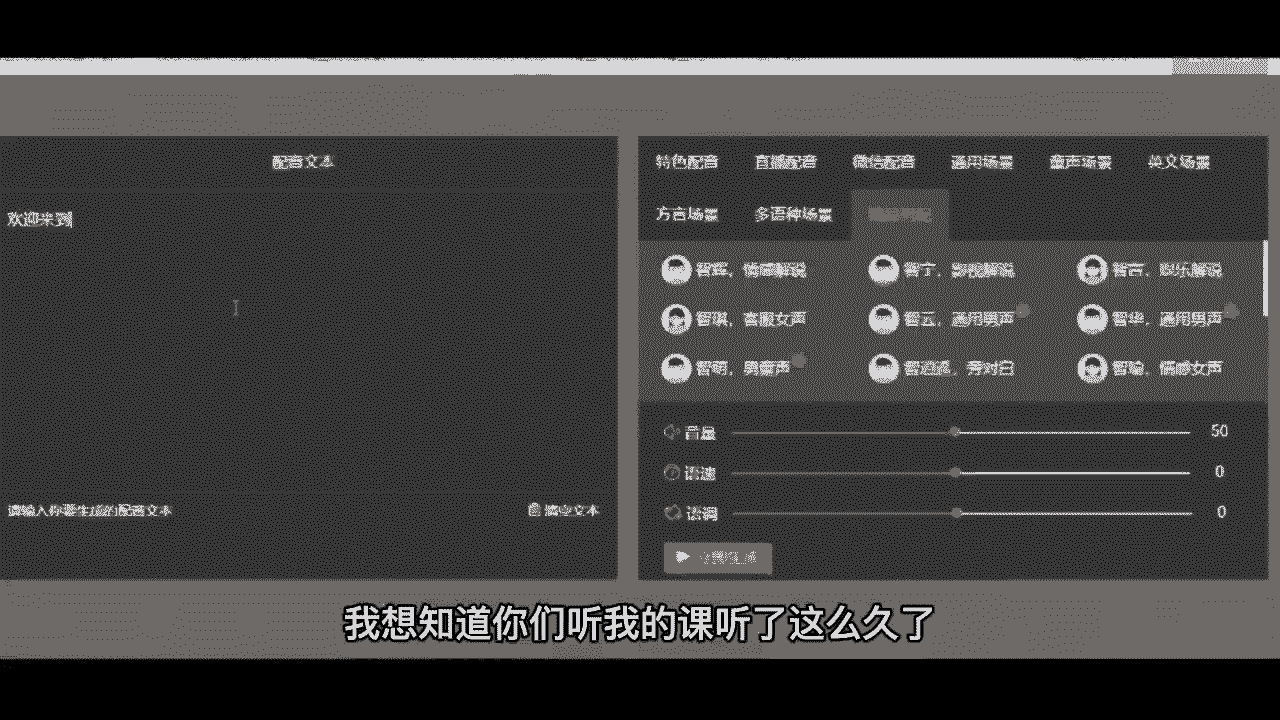 配音文本
欢迎来到
请输入你要生成的配音文本
清空文本
特色配音 直播配音 微信配音 通用场景 童声场景 英文场景
方言场景 多语种场景
智辉，情感解说 智宁，影视解说 智言，娱乐解说
智琪，客服女声 智云，通用男声 智华，通用男声
智萌，男童声 智逍遥，旁对白 智瑜，情感女声
音量 50
语速 0
语调 0
我想知道你们听我的课听了这么久了